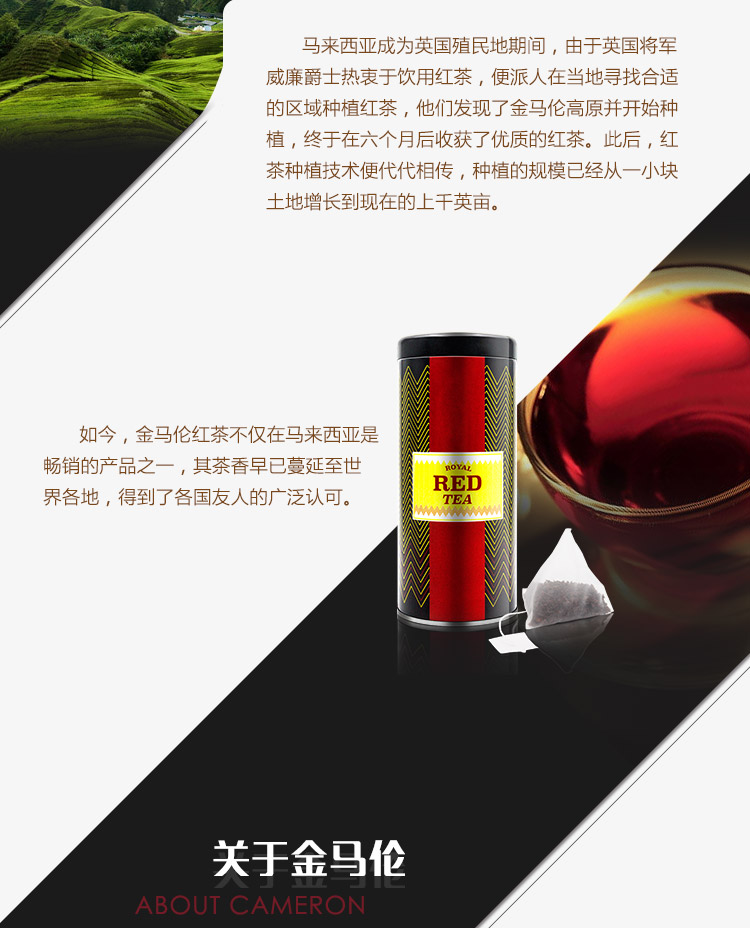 马来西亚成为英国殖民地期间，由于英国将军
威廉爵士热衷于饮用红茶，便派人在当地寻找合适
的区域种植红茶，他们发现了金马伦高原并开始种
植，终于在六个月后收获了优质的红茶。此后，红
茶种植技术便代代相传，种植的规模已经从一小块
土地增长到现在的上千英亩。
如今，金马伦红茶不仅在马来西亚是
畅销的产品之一，其茶香早已蔓延至世
界各地，得到了各国友人的广泛认可。
ROYAL
RED
TEA
关于金马伦
ABOUT CAMERON